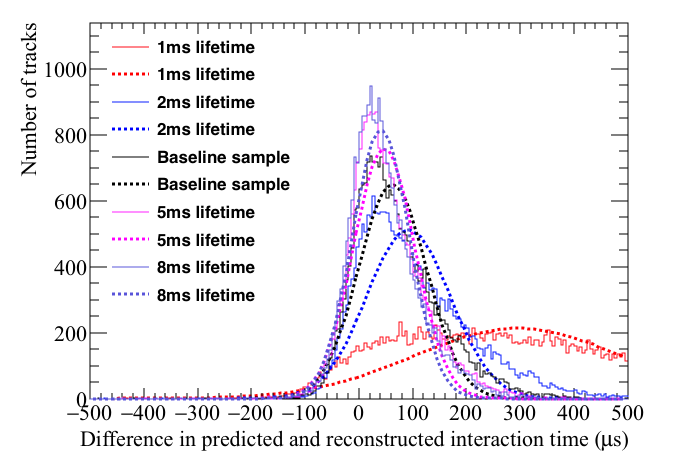 1ms lifetime
1ms lifetime
2ms lifetime
2ms lifetime
Baseline sample
Baseline sample
5ms lifetime
5ms lifetime
8ms lifetime
8ms lifetime
Number of tracks
1000
800
600
400
200
0
−500 −400 −300 −200 −100 0 100 200 300 400 500
Difference in predicted and reconstructed interaction time (μs)